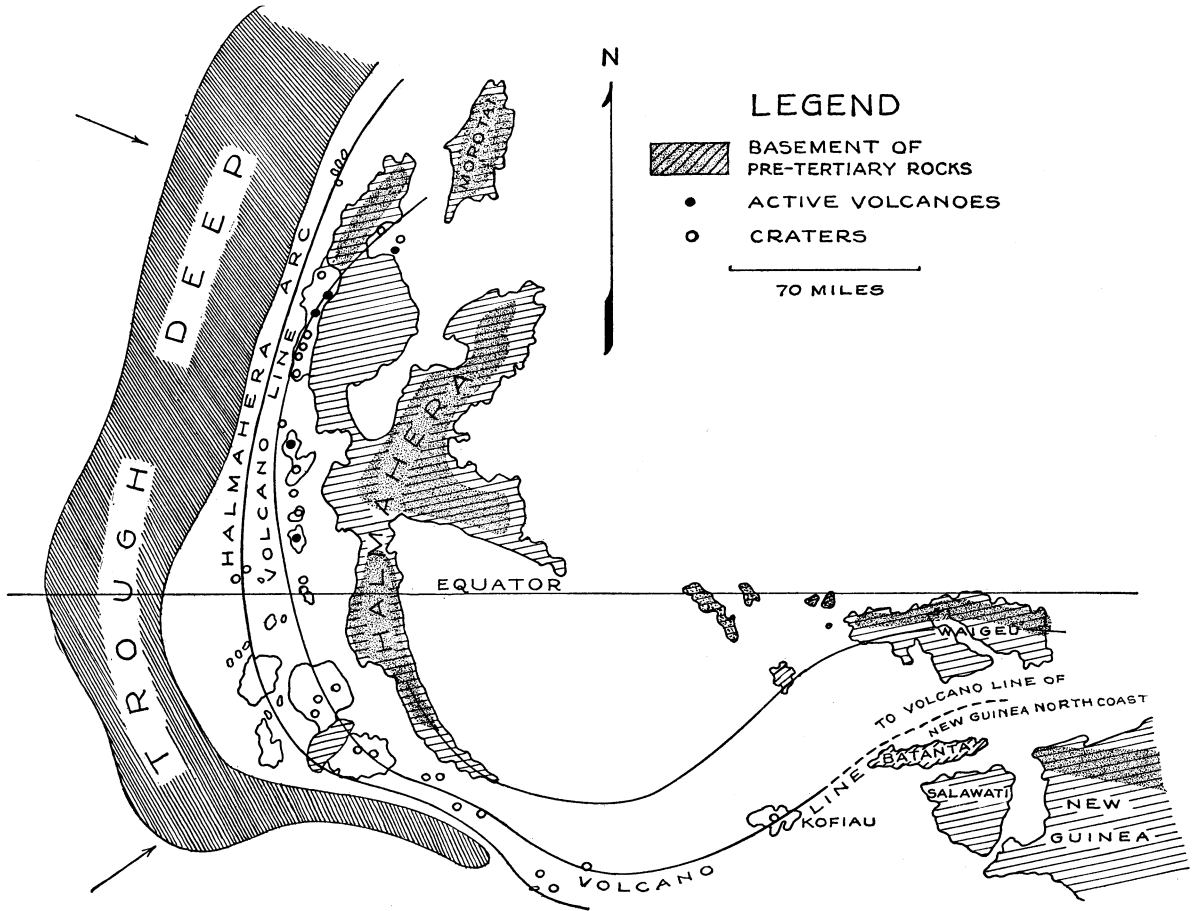 N
LEGEND
BASEMENT OF
PRE-TERTIARY ROCKS
ACTIVE VOLCANOES
CRATERS
70 MILES
MOROTAI
DEEP
TROUGH
HALMAHERA ARC
VOLCANO LINE
HALMAHERA
EQUATOR
WAIGEU
TO VOLCANO LINE OF
NEW GUINEA NORTH COAST
BATANTA
SALAWATI
NEW
GUINEA
KOFIAU
VOLCANO LINE